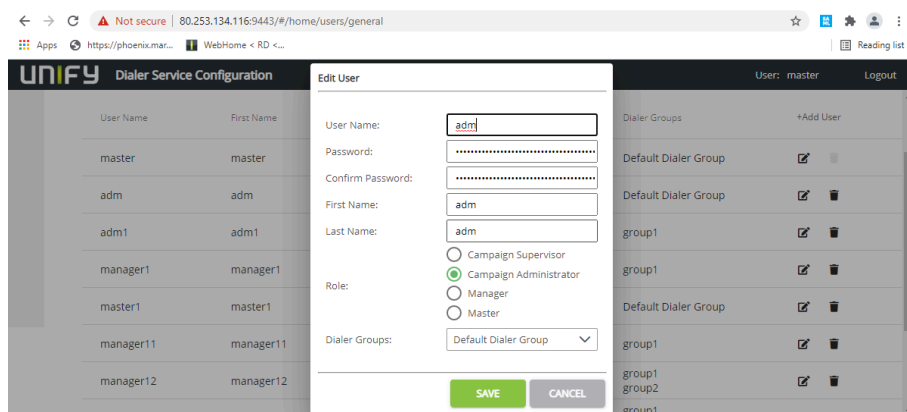 Not secure | 80.253.134.116:9443/#/home/users/general
Apps https://phoenix.mar... WebHome < RD <... Reading list
UNIFY Dialer Service Configuration Edit User User: master Logout
User Name First Name Dialer Groups +Add User
master master Default Dialer Group
adm adm Default Dialer Group
adm1 adm1 group1
manager1 manager1 group1
master1 master1 Default Dialer Group
manager11 manager11 group1
manager12 manager12 group1
group2
group1
User Name: adm
Password: ••••••••••••••••••••••••••••••••••••
Confirm Password: ••••••••••••••••••••••••••••••••••••
First Name: adm
Last Name: adm
Role:
Campaign Supervisor
Campaign Administrator
Manager
Master
Dialer Groups: Default Dialer Group
SAVE CANCEL